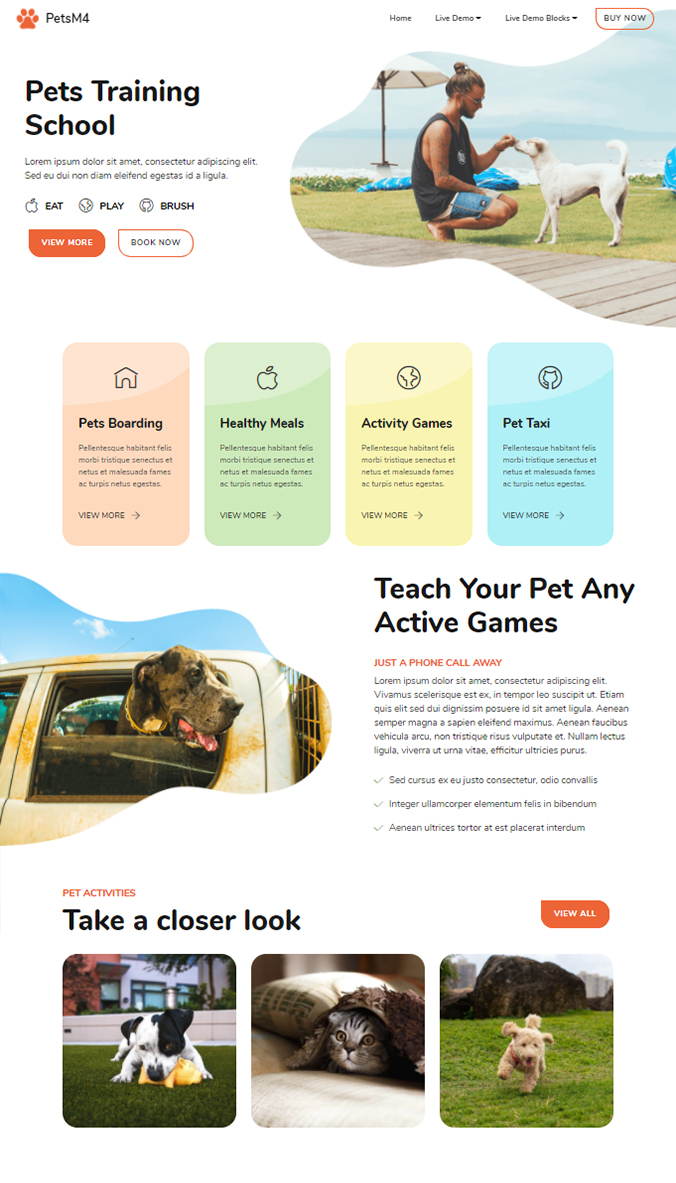 PetsM4
Home
Live Demo
Live Demo Blocks
BUY NOW
Pets Training
School
Lorem ipsum dolor sit amet, consectetur adipiscing elit.
Sed eu dui non diam eleifend egestas id a ligula.
EAT
PLAY
BRUSH
VIEW MORE
BOOK NOW
Pets Boarding
Pellentesque habitant felis
morbi tristique senectus et
netus et malesuada fames
ac turpis netus egestas.
VIEW MORE
Healthy Meals
Pellentesque habitant felis
morbi tristique senectus et
netus et malesuada fames
ac turpis netus egestas.
VIEW MORE
Activity Games
Pellentesque habitant felis
morbi tristique senectus et
netus et malesuada fames
ac turpis netus egestas.
VIEW MORE
Pet Taxi
Pellentesque habitant felis
morbi tristique senectus et
netus et malesuada fames
ac turpis netus egestas.
VIEW MORE
Teach Your Pet Any
Active Games
JUST A PHONE CALL AWAY
Lorem ipsum dolor sit amet, consectetur adipiscing elit.
Vivamus scelerisque est ex, in tempor leo suscipit ut. Etiam
quis elit sed dui dignissim posuere id sit amet ligula. Aenean
semper magna a sapien eleifend maximus. Aenean faucibus
vehicula arcu, non tristique risus vulputate et. Nullam lectus
ligula, viverra ut urna vitae, efficitur ultricies purus.
Sed cursus ex eu justo consectetur, odio convallis
Integer ullamcorper elementum felis in bibendum
Aenean ultrices tortor at est placerat interdum
PET ACTIVITIES
Take a closer look
VIEW ALL